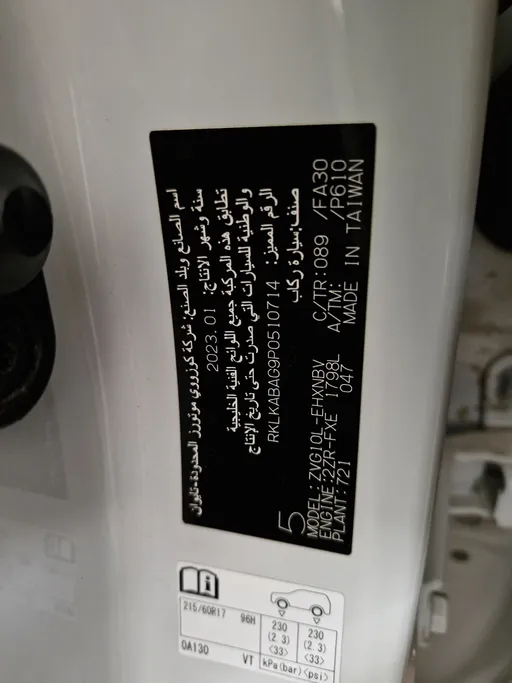 اسم الصانع وبلد الصنع: شركة كوزروي موتورز المحدودة-تايوان
سنة وشهر الإنتاج: 2023.01
تطابق هذه المركبة جميع اللوائح الفنية الخليجية
والوطنية للسيارات التي صدرت حتى تاريخ الإنتاج
الرقم المميز: RKLKABAG9P0510714
صنف:سيارة ركاب
5
MODEL:ZVG10L-EHXNBV C/TR:089 /FA30
ENGINE:2ZR-FXE 1798L A/TM: /P610
PLANT:721 047 MADE IN TAIWAN
i
215/60R17 96H 230 (2.3) <33> 230 (2.3) <33>
0A130 VT kPa(bar)<psi>